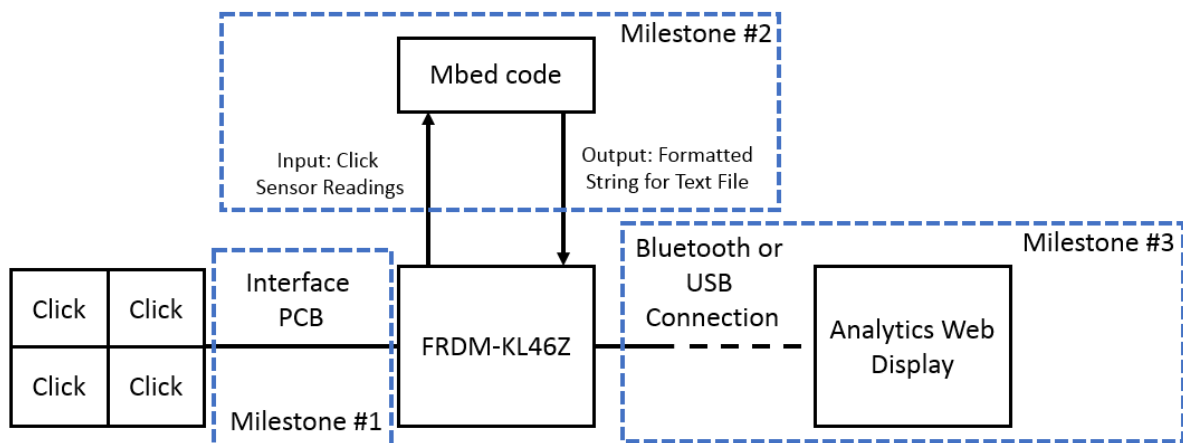 Milestone #2
Mbed code
Input: Click
Sensor Readings
Output: Formatted
String for Text File
Milestone #3
Bluetooth or
USB
Connection
Interface
PCB
Click
Click
Click
Click
FRDM-KL46Z
Analytics Web
Display
Milestone #1